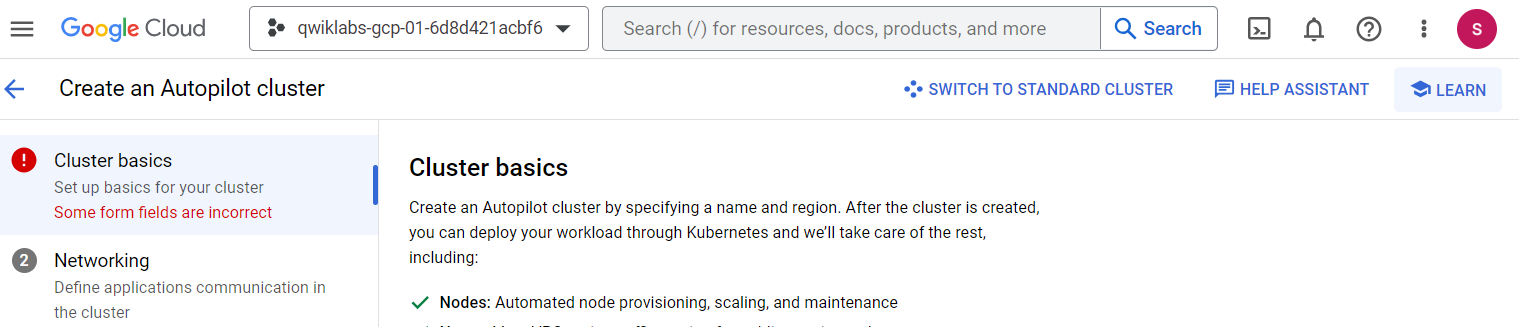 Google Cloud
qwiklabs-gcp-01-6d8d421acbf6
Search (/) for resources, docs, products, and more
Search
S
Create an Autopilot cluster
SWITCH TO STANDARD CLUSTER
HELP ASSISTANT
LEARN
Cluster basics
Set up basics for your cluster
Some form fields are incorrect
2 Networking
Define applications communication in
the cluster
Cluster basics
Create an Autopilot cluster by specifying a name and region. After the cluster is created,
you can deploy your workload through Kubernetes and we'll take care of the rest,
including:
Nodes: Automated node provisioning, scaling, and maintenance